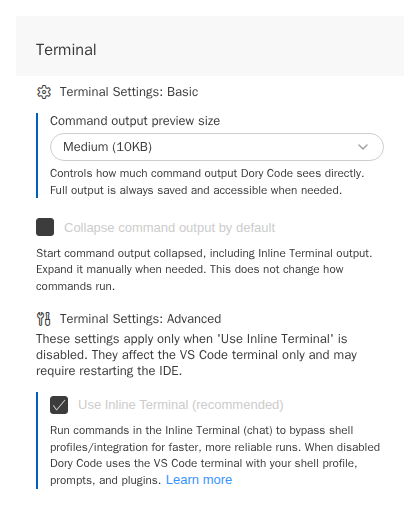 Terminal
Terminal Settings: Basic
Command output preview size
Medium (10KB)
Controls how much command output Dory Code sees directly.
Full output is always saved and accessible when needed.
Collapse command output by default
Start command output collapsed, including Inline Terminal output.
Expand it manually when needed. This does not change how
commands run.
Terminal Settings: Advanced
These settings apply only when 'Use Inline Terminal' is
disabled. They affect the VS Code terminal only and may
require restarting the IDE.
Use Inline Terminal (recommended)
Run commands in the Inline Terminal (chat) to bypass shell
profiles/integration for faster, more reliable runs. When disabled
Dory Code uses the VS Code terminal with your shell profile,
prompts, and plugins. Learn more